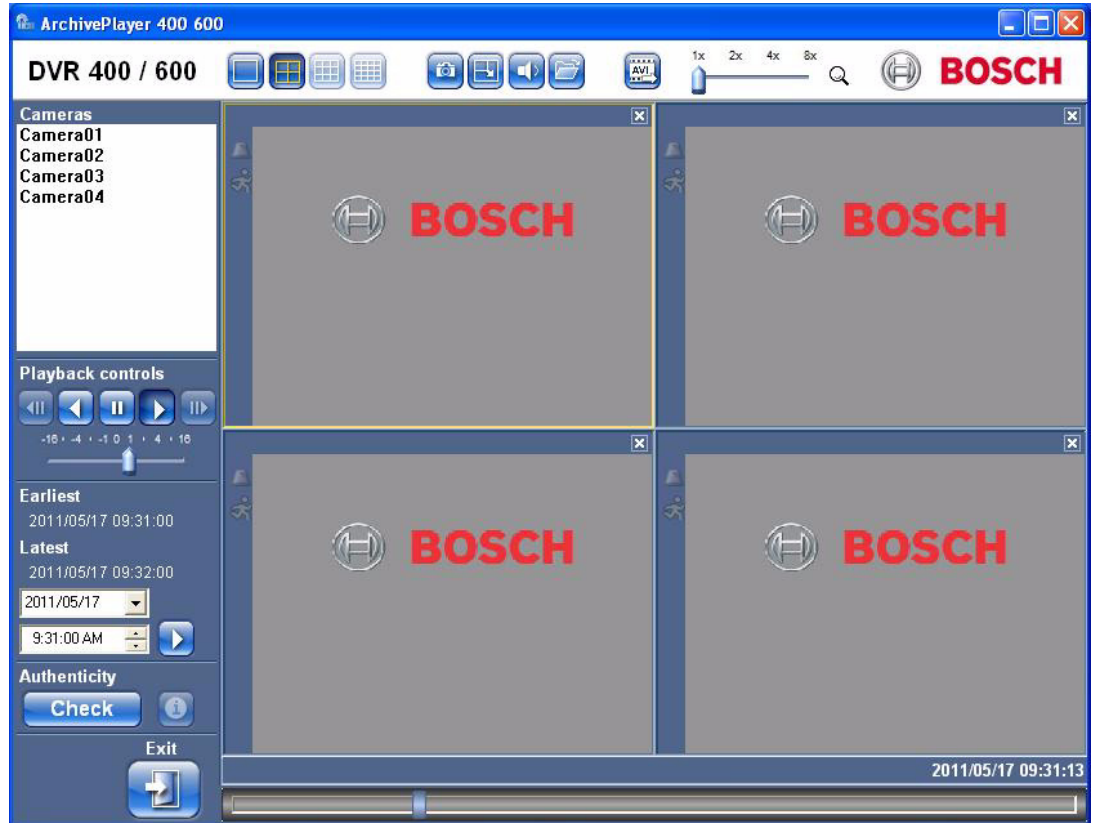 ArchivePlayer 400 600
DVR 400 / 600
AVI
1x 2x 4x 8x
BOSCH
Cameras
Camera01
Camera02
Camera03
Camera04
BOSCH
BOSCH
Playback controls
-16 -4 -1 0 1 4 16
Earliest
2011/05/17 09:31:00
Latest
2011/05/17 09:32:00
2011/05/17
9:31:00 AM
BOSCH
BOSCH
Authenticity
Check
Exit
2011/05/17 09:31:13